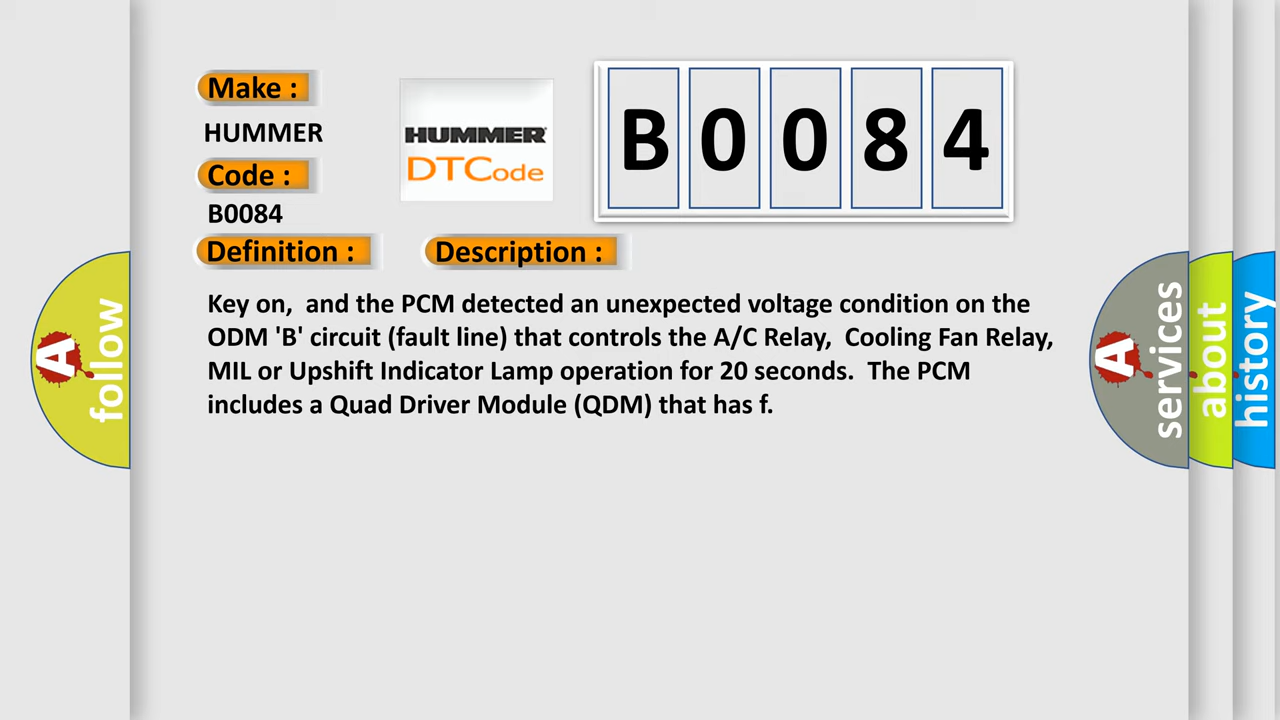 Make :
HUMMER
Code :
B0084
Definition :
Description :
HUMMER
DTCode
B0084
Key on,  and the PCM detected an unexpected voltage condition on the
ODM 'B' circuit (fault line) that controls the A/C Relay,  Cooling Fan Relay,
MIL or Upshift Indicator Lamp operation for 20 seconds  The PCM
includes a Quad Driver Module (QDM) that has f.
A follow
A services
about
history